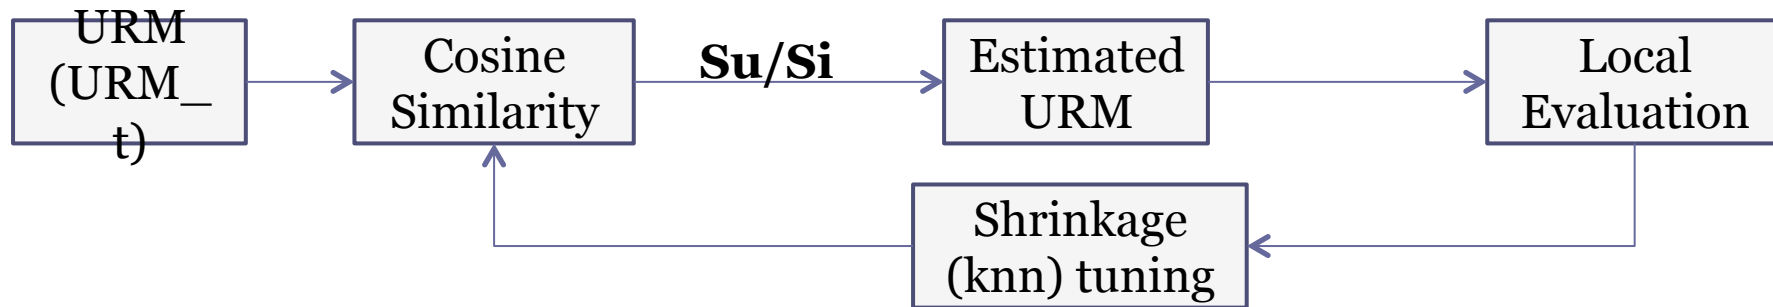 URM
(URM_
t)
Cosine
Similarity
Su/Si
Estimated
URM
Local
Evaluation
Shrinkage
(knn) tuning